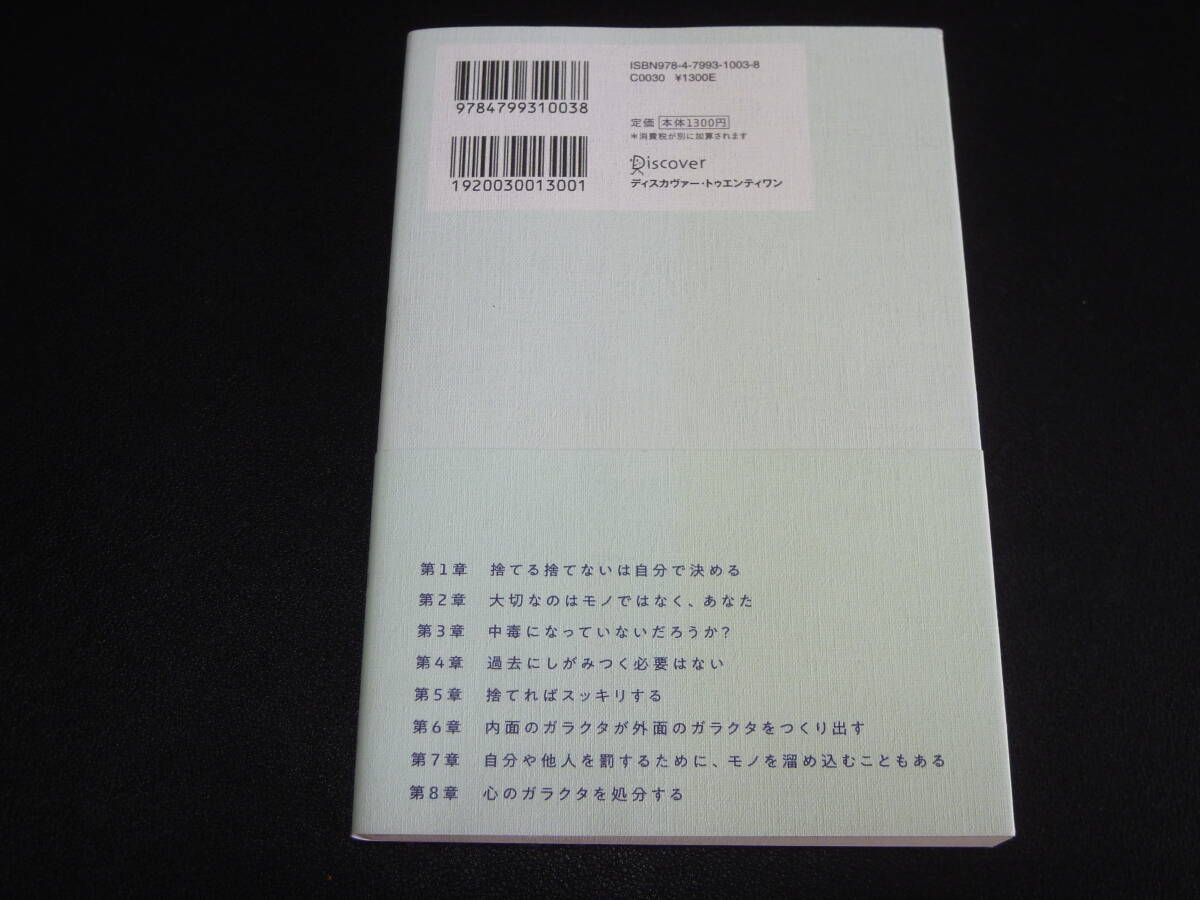 ISBN978-4-7993-1003-8
C0030 ¥1300E
9784799310038
定価 本体1300円
＊消費税が別に加算されます
1920030013001
Discover
ディスカヴァー・トゥエンティワン
第1章 捨てる捨てないは自分で決める
第2章 大切なのはモノではなく、あなた
第3章 中毒になっていないだろうか?
第4章 過去にしがみつく必要はない
第5章 捨てればスッキリする
第6章 内面のガラクタが外面のガラクタをつくり出す
第7章 自分や他人を罰するために、モノを溜め込むこともある
第8章 心のガラクタを処分する